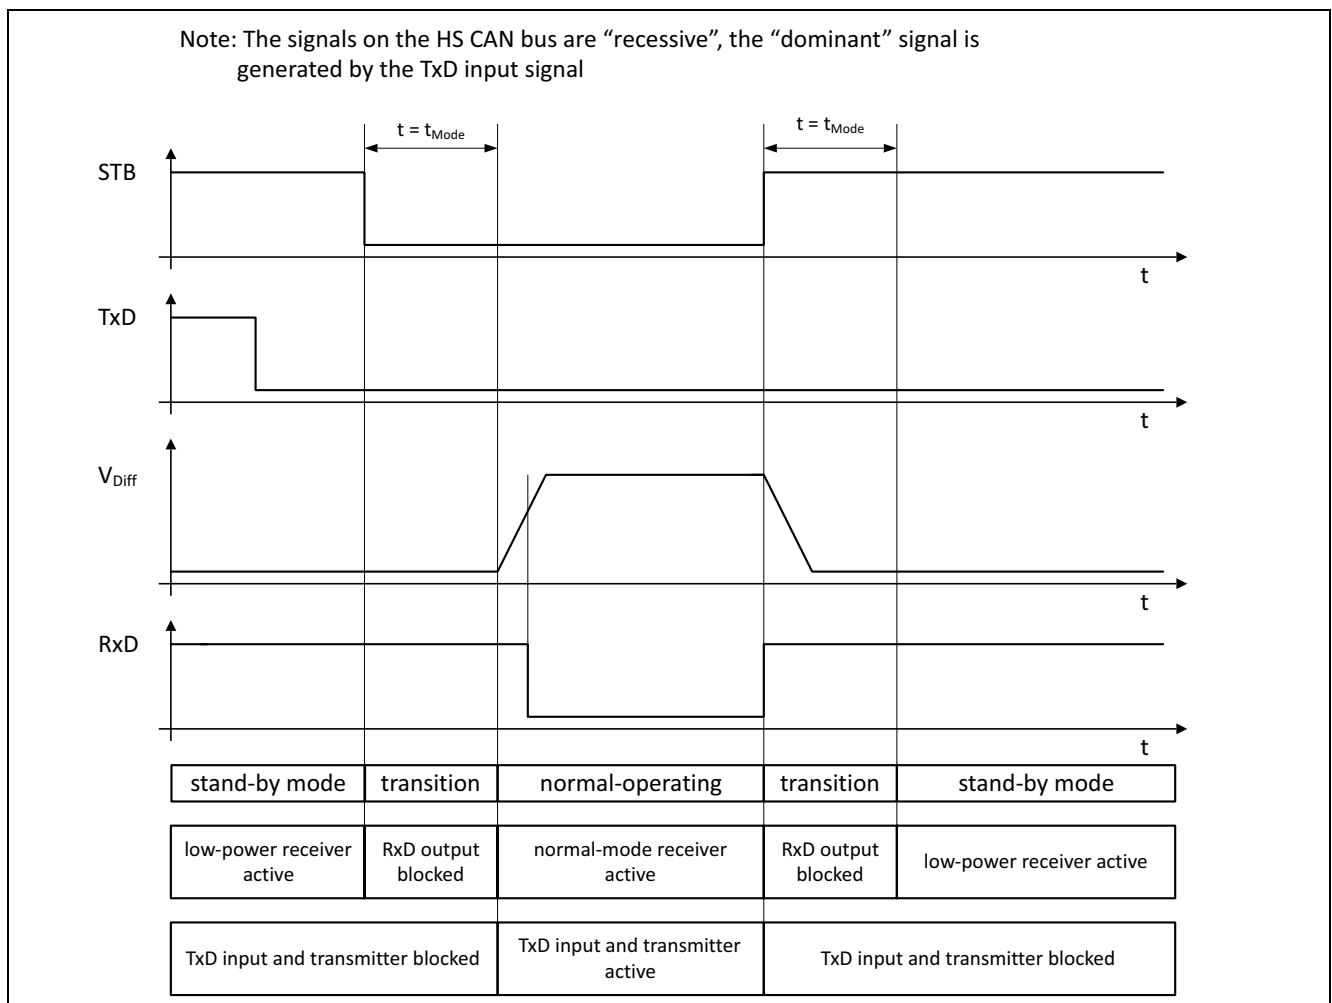 Note: The signals on the HS CAN bus are “recessive”, the “dominant” signal is
generated by the TxD input signal
t = tMode
t = tMode
STB
t
TxD
t
VDiff
t
RxD
t
stand-by mode
transition
normal-operating
transition
stand-by mode
low-power receiver
active
RxD output
blocked
normal-mode receiver
active
RxD output
blocked
low-power receiver active
TxD input and transmitter blocked
TxD input and transmitter
active
TxD input and transmitter blocked